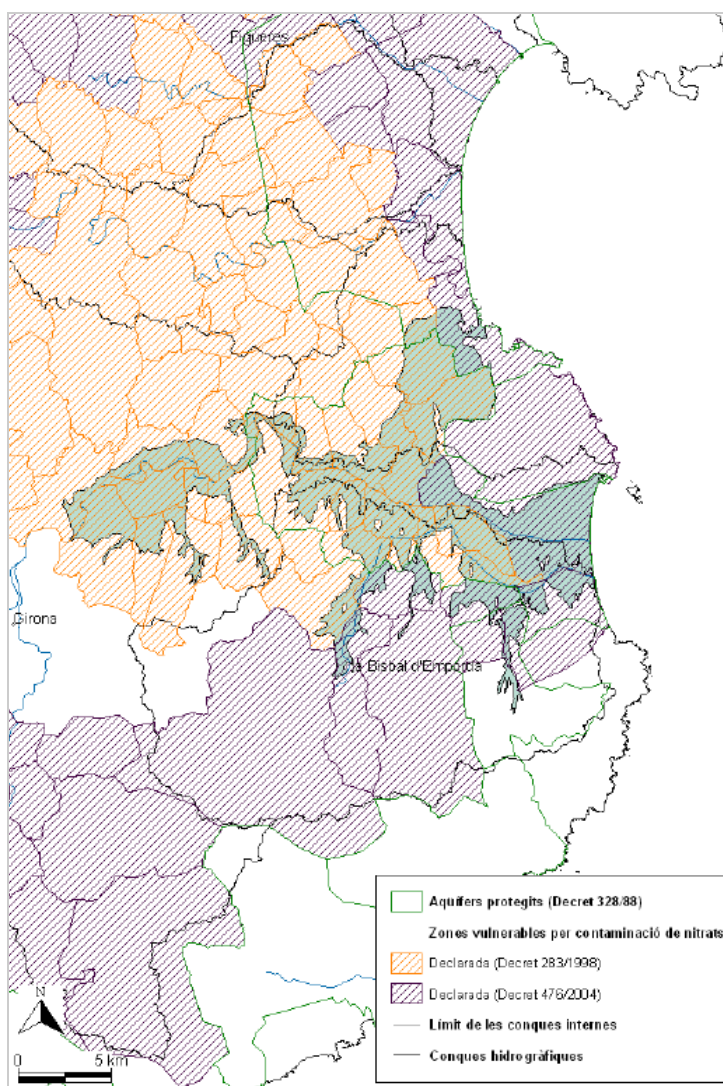 Figueres
Girona
la Bisbal d'Empordà
Aqüífers protegits (Decret 328/88)
Zones vulnerables per contaminació de nitrats
Declarada (Decret 283/1998)
Declarada (Decret 476/2004)
Límit de les conques internes
Conques hidrogràfiques
N
0 5 km